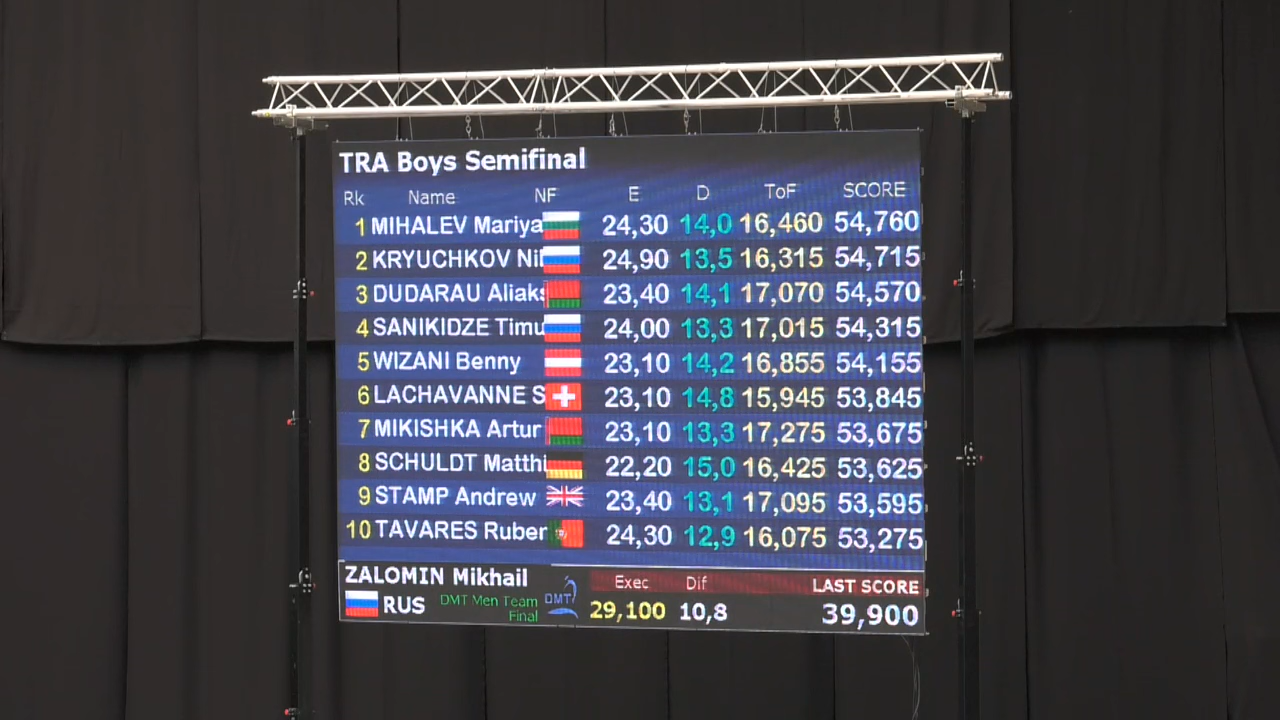 TRA Boys Semifinal
Rk Name NF E D ToF SCORE
1 MIHALEV Mariya 24,30 14,0 16,460 54,760
2 KRYUCHKOV Ni 24,90 13,5 16,315 54,715
3 DUDARAU Aliaks 23,40 14,1 17,070 54,570
4 SANIKIDZE Timu 24,00 13,3 17,015 54,315
5 WIZANI Benny 23,10 14,2 16,855 54,155
6 LACHAVANNE S 23,10 14,8 15,945 53,845
7 MIKISHKA Artur 23,10 13,3 17,275 53,675
8 SCHULDT Matthi 22,20 15,0 16,425 53,625
9 STAMP Andrew 23,40 13,1 17,095 53,595
10 TAVARES Ruben 24,30 12,9 16,075 53,275
ZALOMIN Mikhail Exec Dif LAST SCORE
RUS DMT Men Team Final DMT 29,100 10,8 39,900